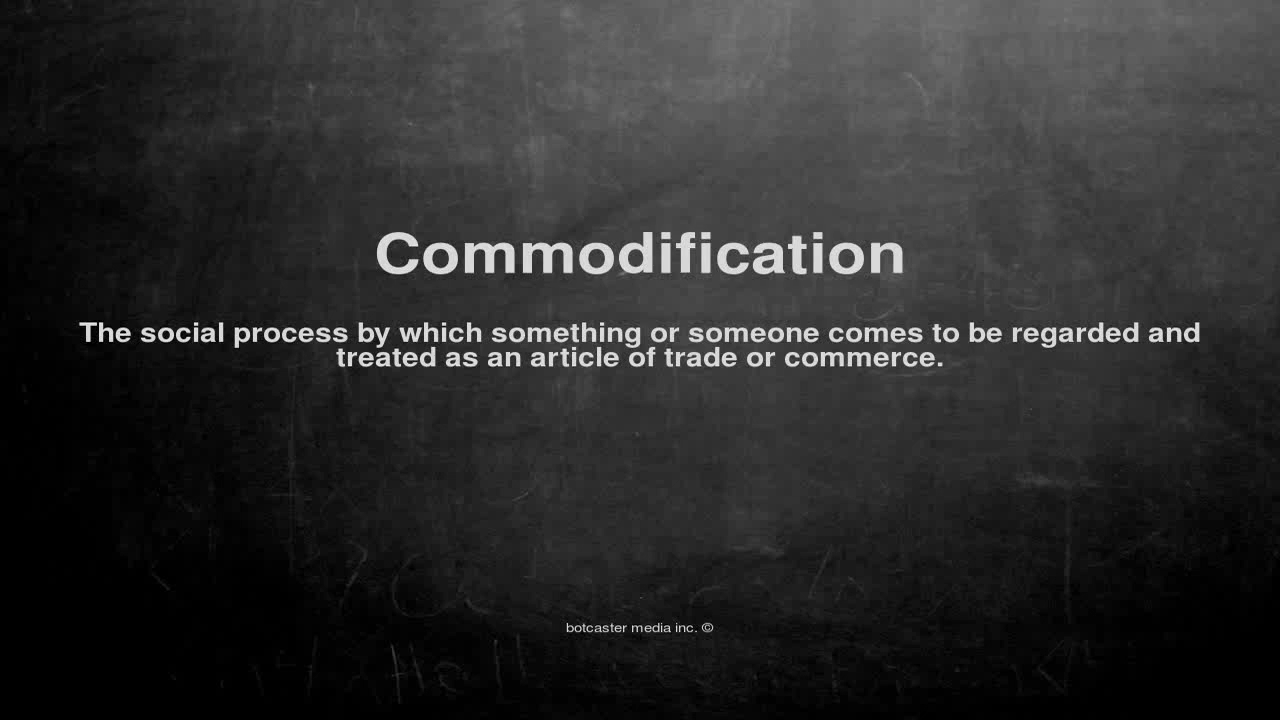 Commodification
The social process by which something or someone comes to be regarded and
treated as an article of trade or commerce.
botcaster media inc. ©